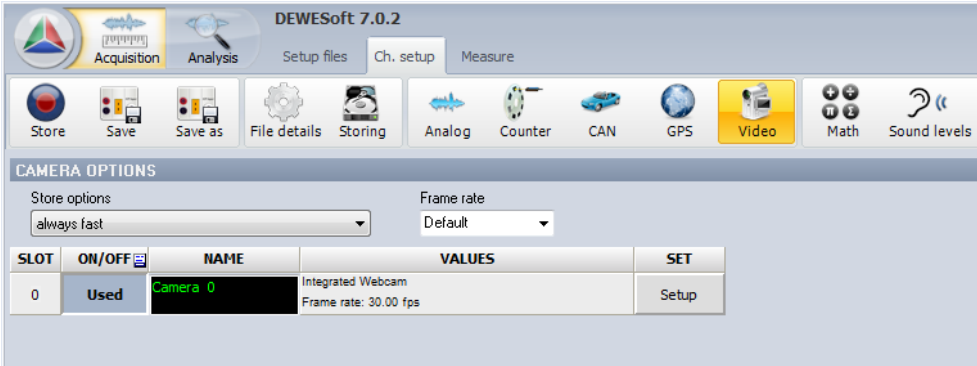 DEWESoft 7.0.2
Acquisition
Analysis
Setup files
Ch. setup
Measure
Store
Save
Save as
File details
Storing
Analog
Counter
CAN
GPS
Video
Math
Sound levels
CAMERA OPTIONS
Store options
Frame rate
always fast
Default
SLOT ON/OFF NAME VALUES SET
0 Used Camera 0 Integrated Webcam Setup
Frame rate: 30.00 fps